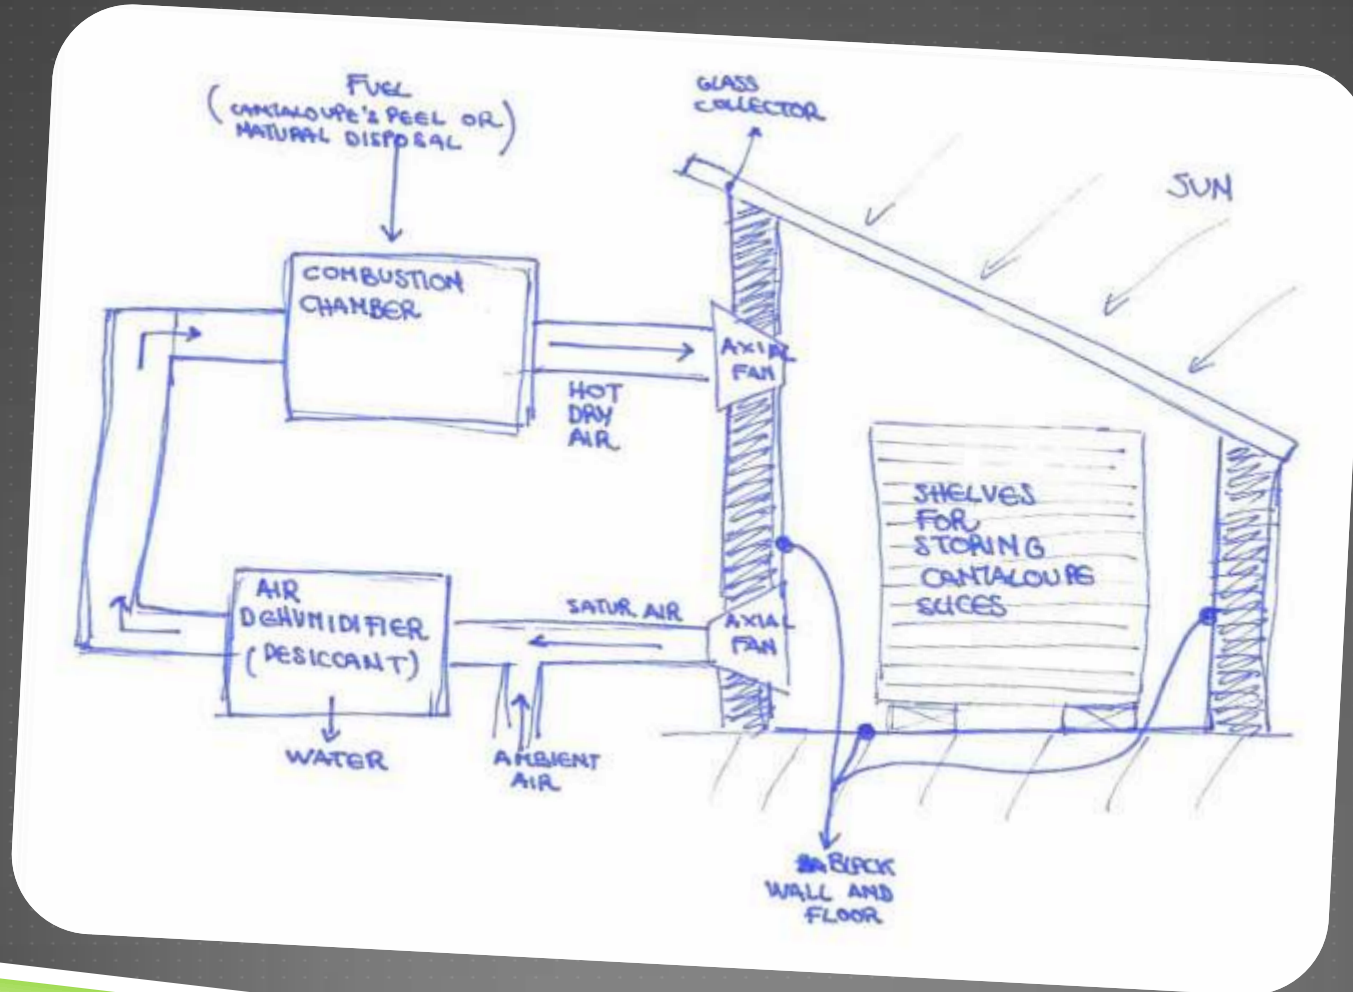 FUEL
(CANTALOUPE'S PEEL OR
NATURAL DISPOSAL)
GLASS
COLLECTOR
SUN
COMBUSTION
CHAMBER
AXIAL
FAN
HOT
DRY
AIR
SHELVES
FOR
STORING
CANTALOUPE
SLICES
AIR
DEHUMIDIFIER
(DESICCANT)
SATUR. AIR
AXIAL
FAN
WATER
AMBIENT
AIR
BLACK
WALL AND
FLOOR